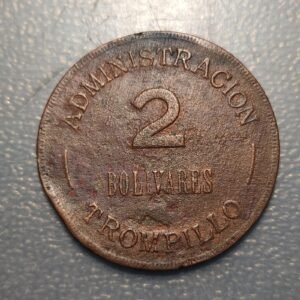 ADMINISTRACION
2
BOLIVARES
TROMPILLO